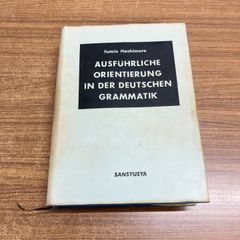 Fumio Hashimoto
AUSFÜHRLICHE
ORIENTIERUNG
IN DER DEUTSCHEN
GRAMMATIK
SANSYUSYA